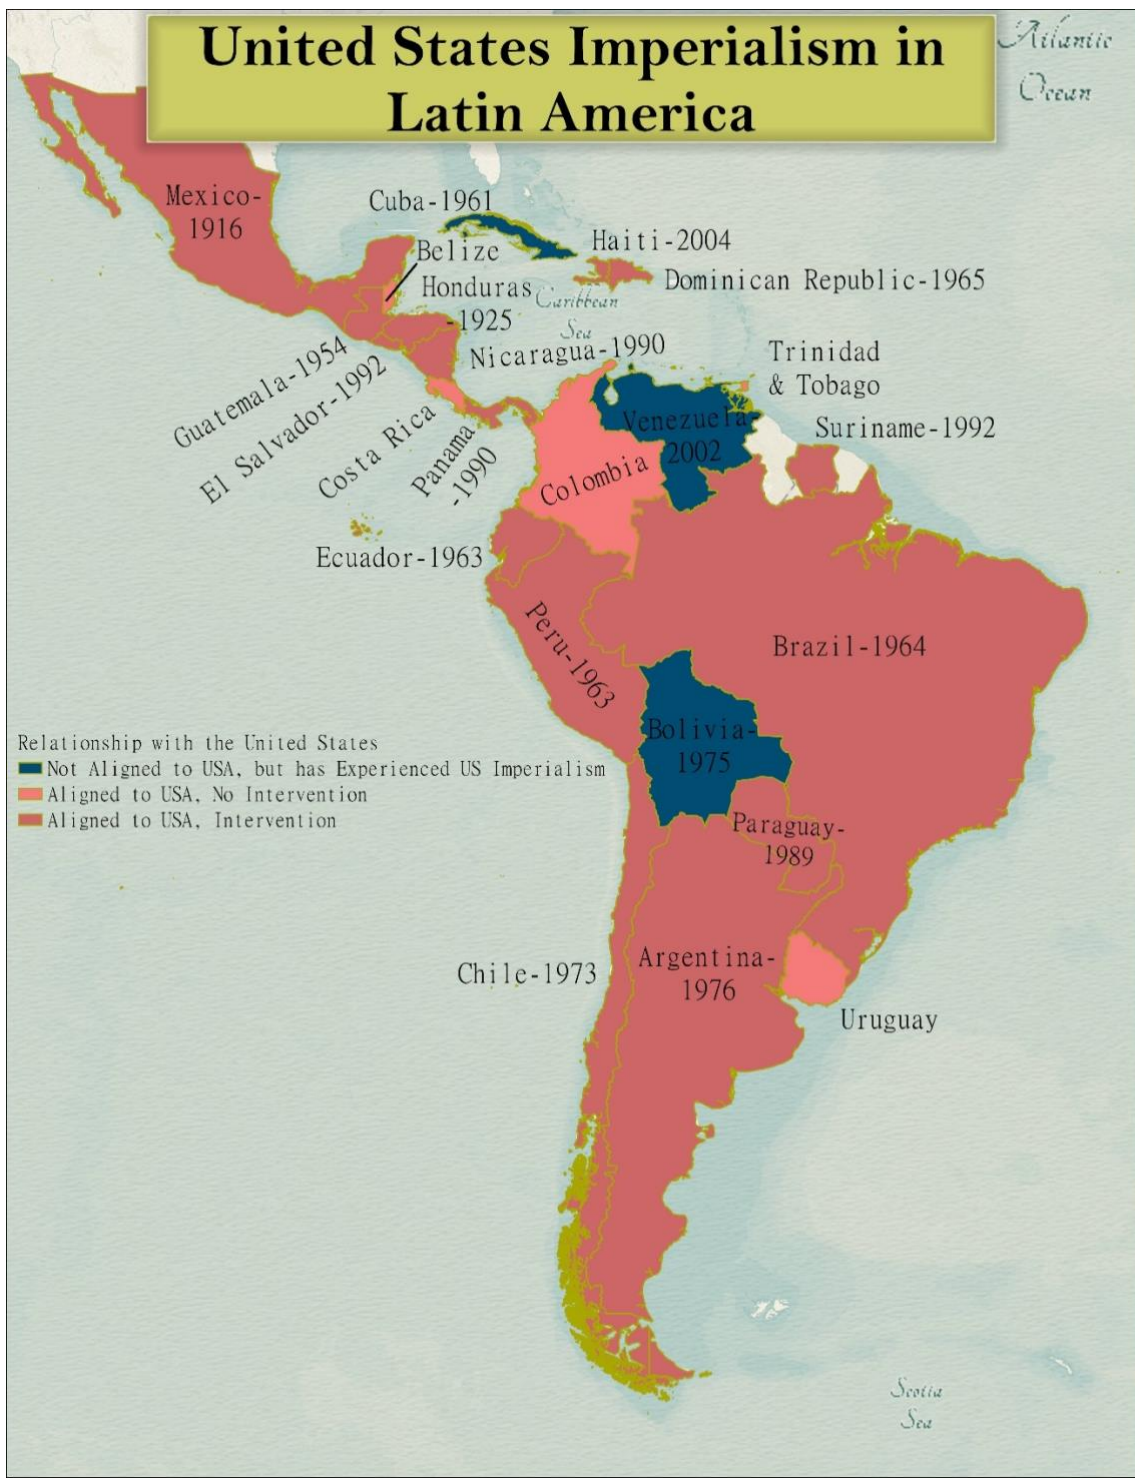 United States Imperialism in
Latin America
Atlantic
Ocean
Mexico-
1916
Cuba-1961
Belize
Haiti-2004
Honduras
-1925
Dominican Republic-1965
Caribbean
Sea
Nicaragua-1990
Guatemala-1954
El Salvador-1992
Costa Rica
Panama
-1990
Trinidad
& Tobago
Venezuela-
2002
Suriname-1992
Colombia
Ecuador-1963
Peru-1963
Brazil-1964
Bolivia-
1975
Relationship with the United States
Not Aligned to USA, but has Experienced US Imperialism
Aligned to USA, No Intervention
Aligned to USA, Intervention
Paraguay-
1989
Chile-1973
Argentina-
1976
Uruguay
Scotia
Sea